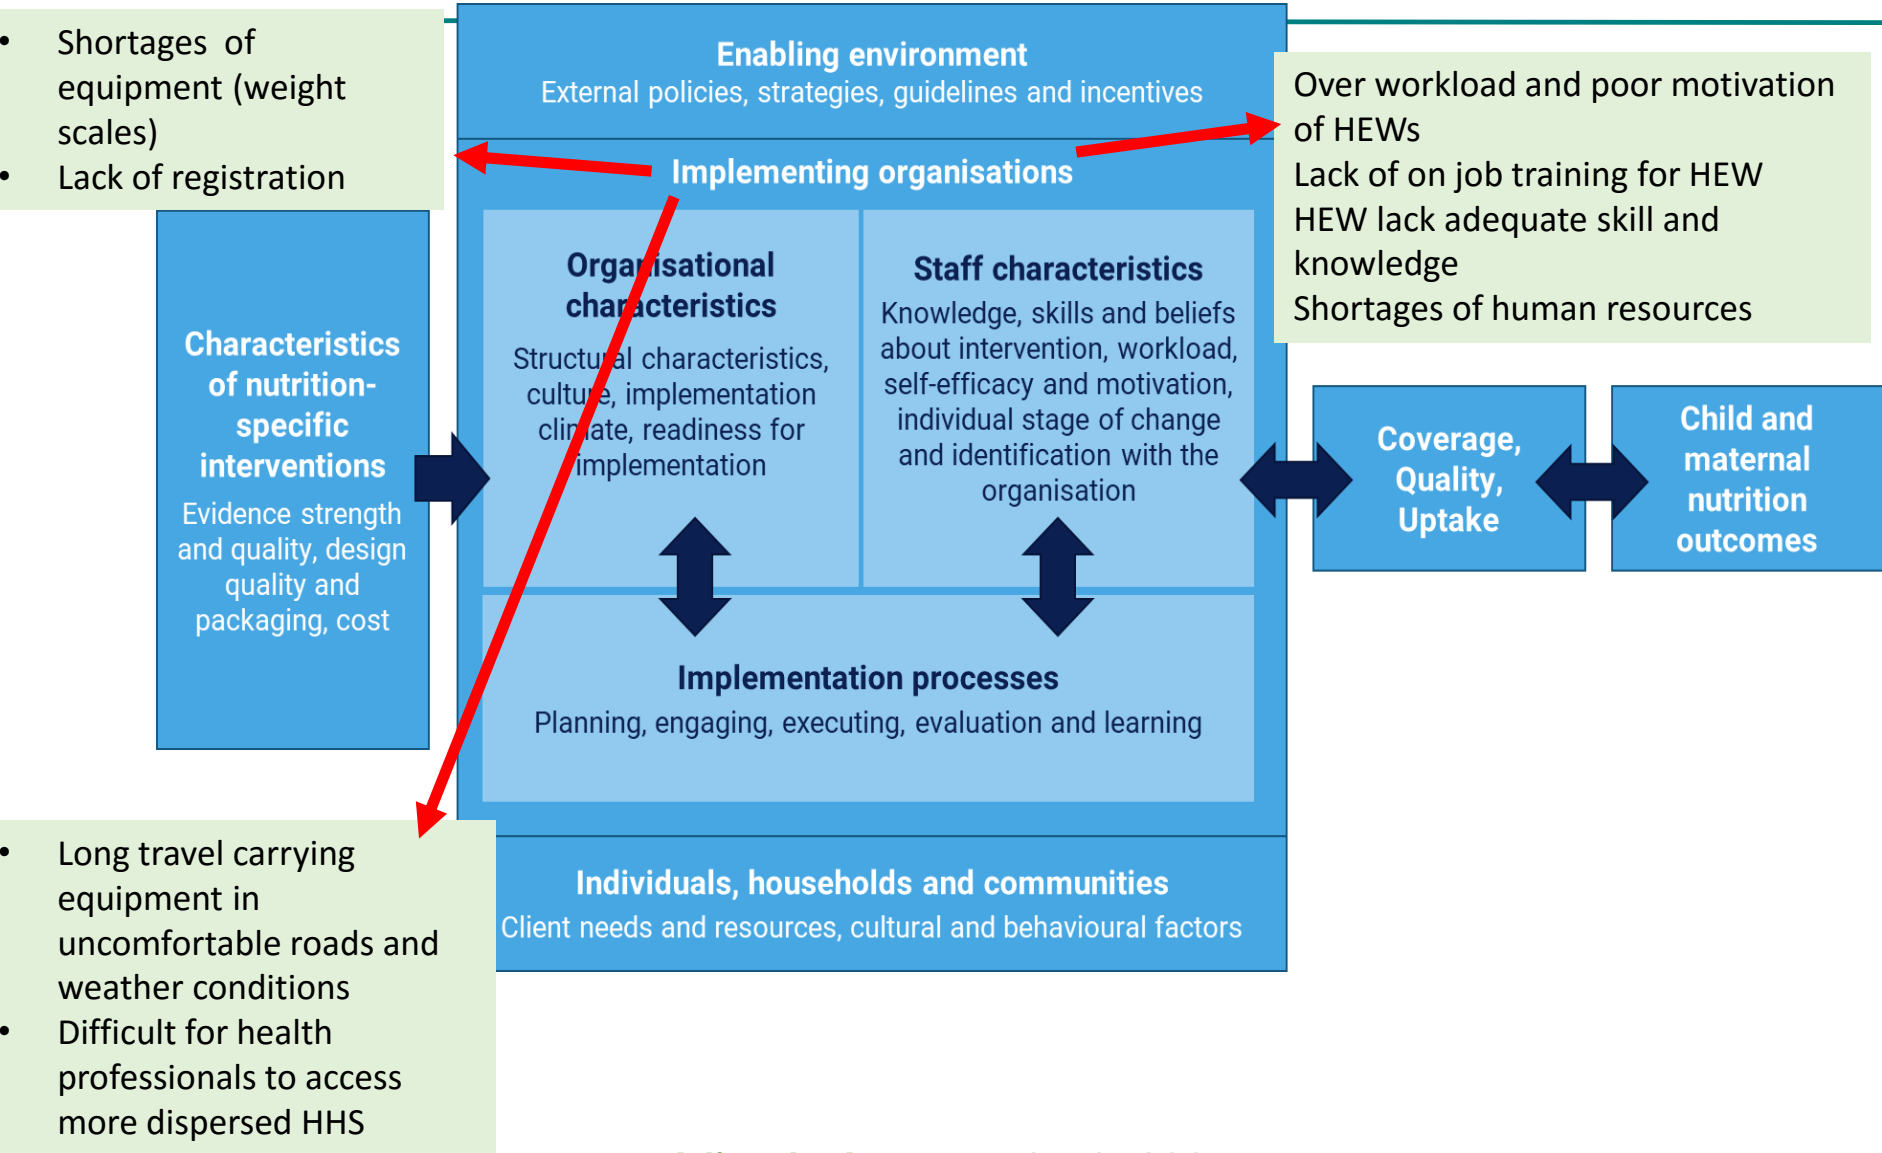 • Shortages of
equipment (weight
scales)
• Lack of registration
Enabling environment
External policies, strategies, guidelines and incentives
Over workload and poor motivation
of HEWs
Lack of on job training for HEW
HEW lack adequate skill and
knowledge
Shortages of human resources
Implementing organisations
Characteristics
of nutrition-
specific
interventions
Evidence strength
and quality, design
quality and
packaging, cost
Organisational
characteristics
Structural characteristics,
culture, implementation
climate, readiness for
implementation
Staff characteristics
Knowledge, skills and beliefs
about intervention, workload,
self-efficacy and motivation,
individual stage of change
and identification with the
organisation
Coverage,
Quality,
Uptake
Child and
maternal
nutrition
outcomes
Implementation processes
Planning, engaging, executing, evaluation and learning
• Long travel carrying
equipment in
uncomfortable roads and
weather conditions
• Difficult for health
professionals to access
more dispersed HHS
Individuals, households and communities
Client needs and resources, cultural and behavioural factors